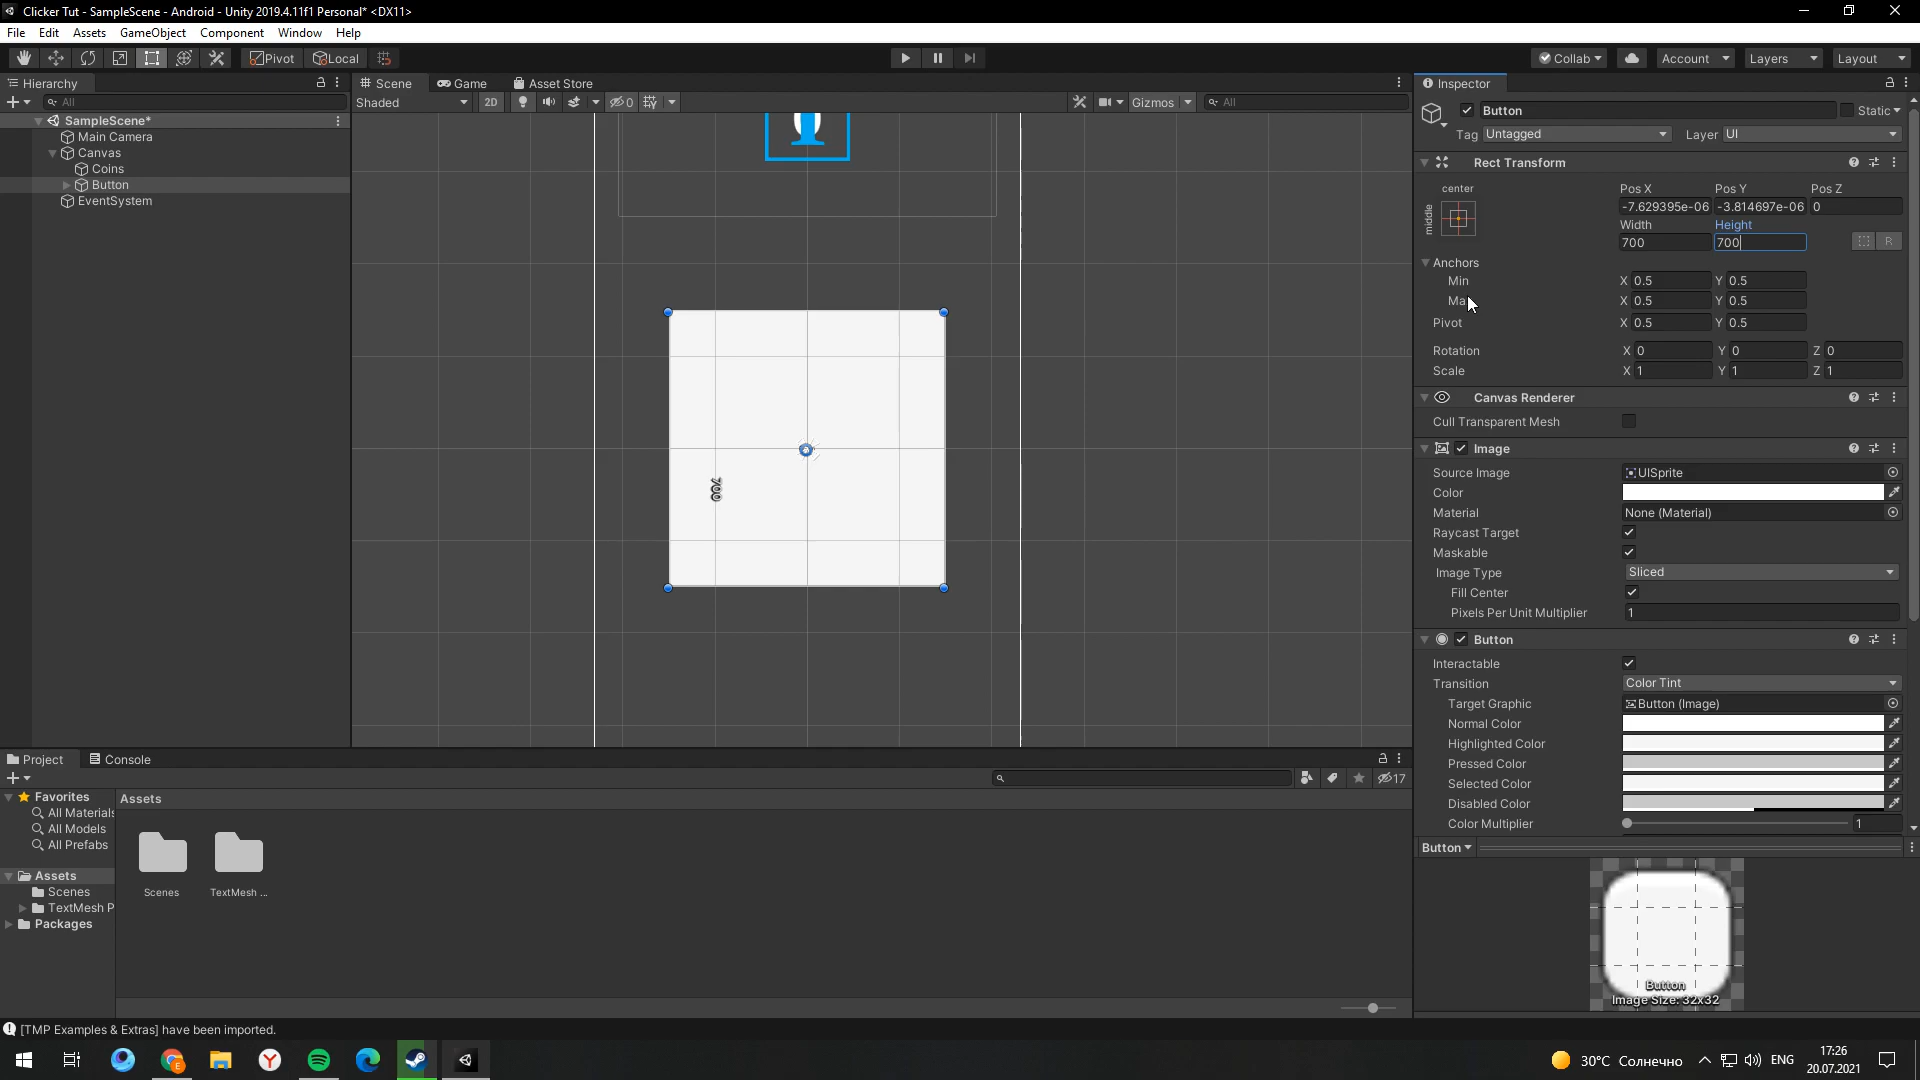 Clicker Tut - SampleScene - Android - Unity 2019.4.11f1 Personal* <DX11>
File Edit Assets GameObject Component Window Help
Pivot Local Collab Account Layers Layout
Hierarchy
All
SampleScene*
Main Camera
Canvas
Coins
Button
EventSystem
Scene Game Asset Store
Shaded 2D 0 Gizmos All
700
Inspector
Button Static
Tag Untagged Layer UI
Rect Transform
center Pos X Pos Y Pos Z
middle -7.629395e-06 -3.814697e-06 0
Width Height
700 700 R
Anchors
Min X 0.5 Y 0.5
Ma X 0.5 Y 0.5
Pivot X 0.5 Y 0.5
Rotation X 0 Y 0 Z 0
Scale X 1 Y 1 Z 1
Canvas Renderer
Cull Transparent Mesh
Image
Source Image UISprite
Color
Material None (Material)
Raycast Target
Maskable
Image Type Sliced
Fill Center
Pixels Per Unit Multiplier 1
Button
Interactable
Transition Color Tint
Target Graphic Button (Image)
Normal Color
Highlighted Color
Pressed Color
Selected Color
Disabled Color
Color Multiplier 1
Button
Button
Image Size: 32x32
Project Console
17
Favorites
All Materials
All Models
All Prefabs
Assets
Scenes
TextMesh P
Packages
Assets
Scenes TextMesh ...
[TMP Examples & Extras] have been imported.
30°C Солнечно ENG 17:26
20.07.2021